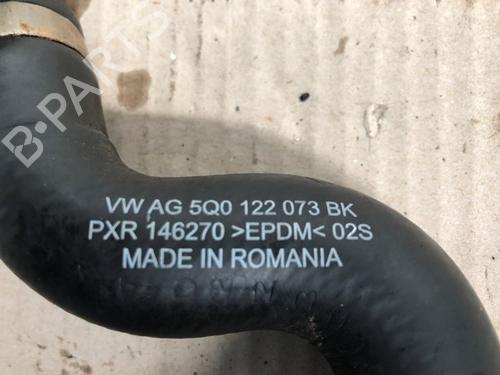 B-PARTS
VW AG 5Q0 122 073 BK
PXR 146270 >EPDM< 02S
MADE IN ROMANIA